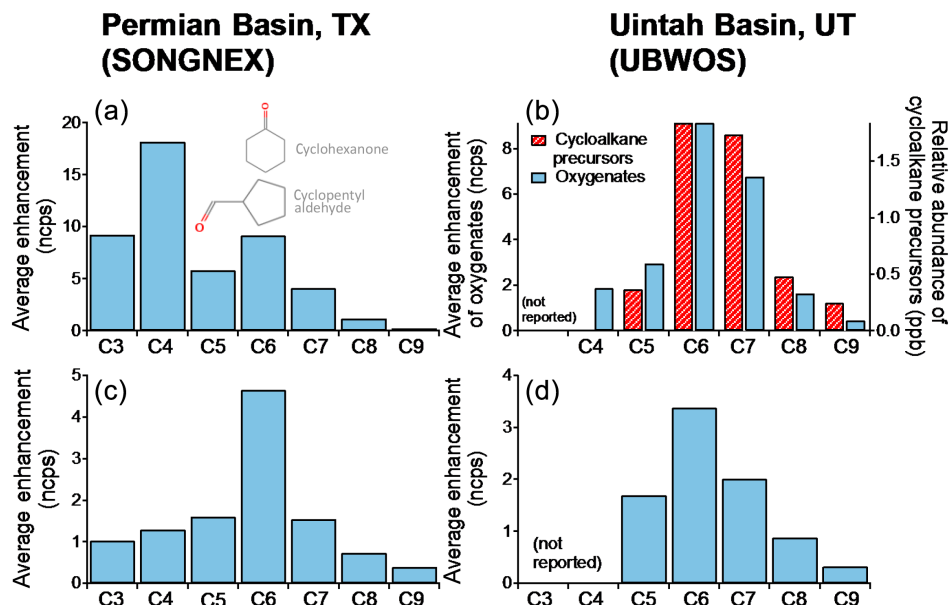 Permian Basin, TX
(SONGNEX)
Uintah Basin, UT
(UBWOS)
(a)
Average enhancement
(ncps)
20
15
10
5
0
O
Cyclohexanone
O
Cyclopentyl
aldehyde
C3 C4 C5 C6 C7 C8 C9
(b)
Average enhancement
of oxygenates (ncps)
8
6
4
2
0
Cycloalkane
precursors
Oxygenates
(not
reported)
C4 C5 C6 C7 C8 C9
1.5
1.0
0.5
0.0
Relative abundance of
cycloalkane precursors (ppb)
(c)
Average enhancement
(ncps)
5
4
3
2
1
0
C3 C4 C5 C6 C7 C8 C9
(d)
Average enhancement
(ncps)
4
3
2
1
0
(not
reported)
C3 C4 C5 C6 C7 C8 C9